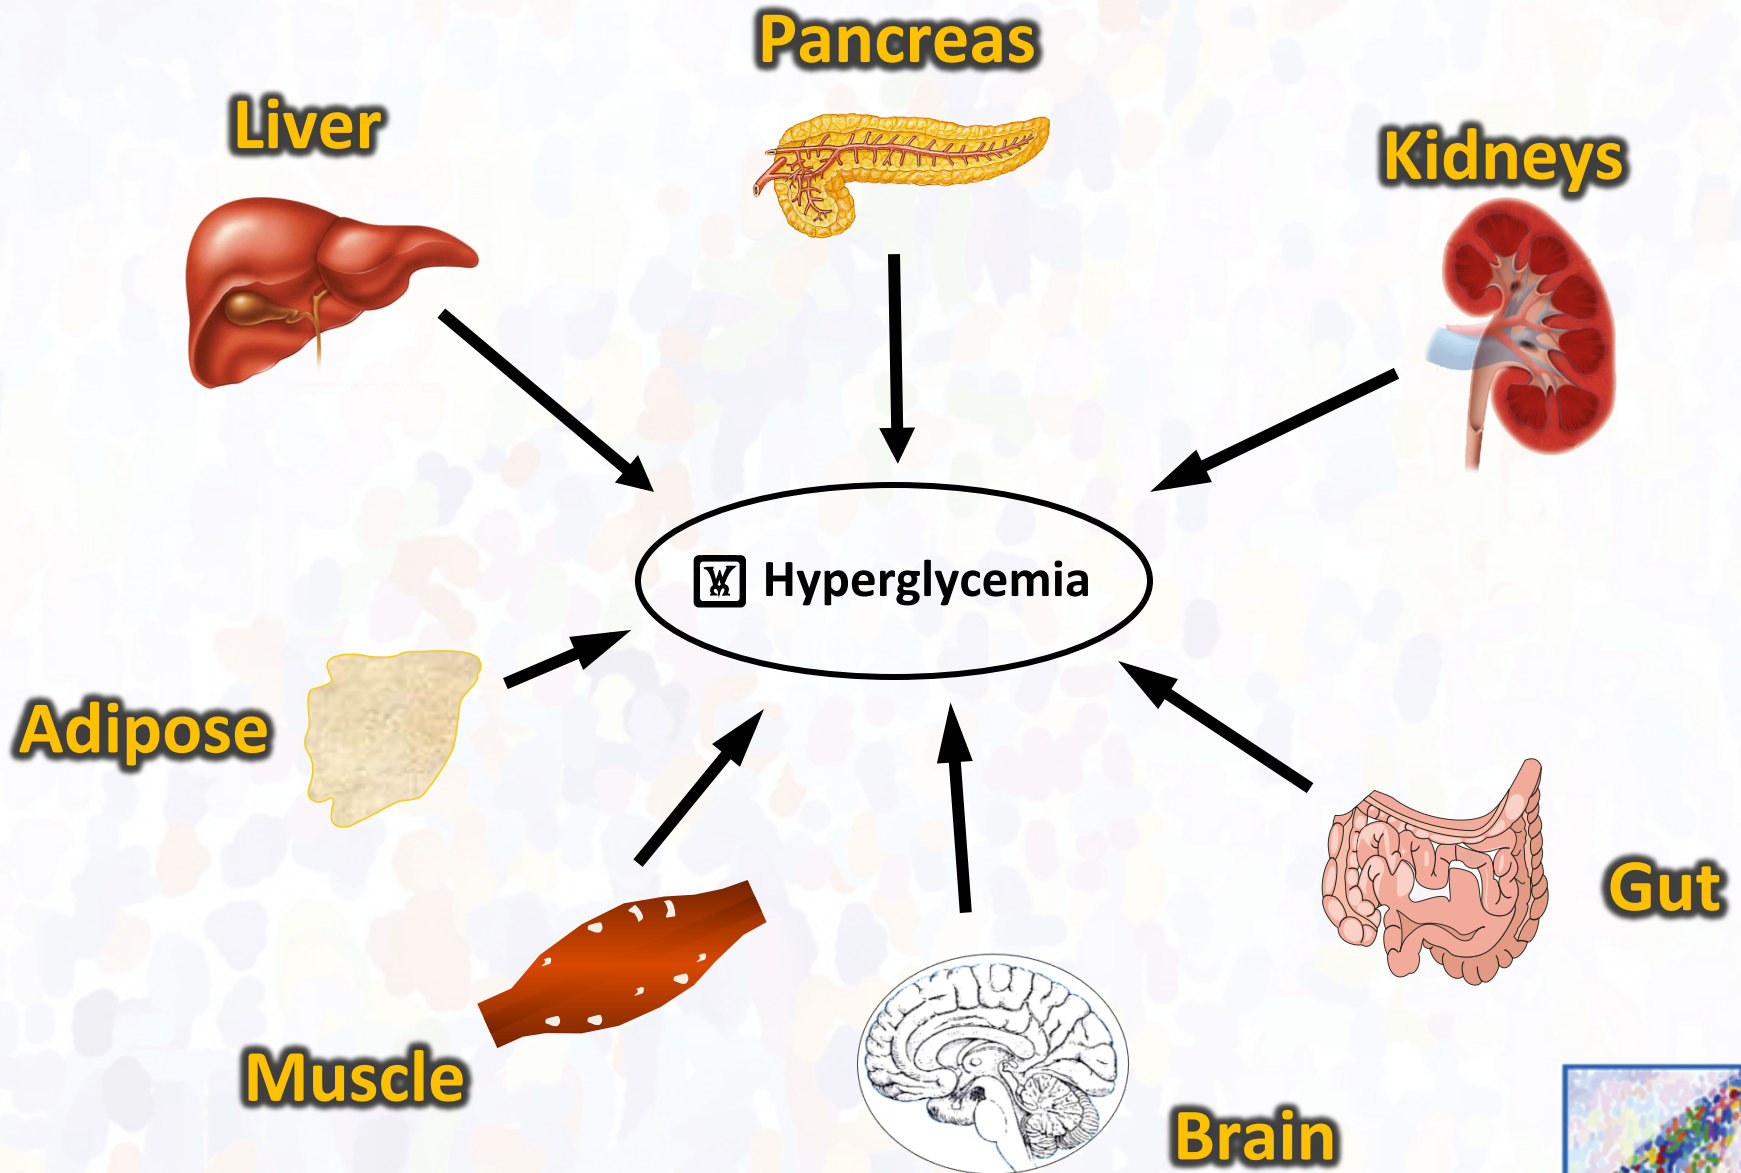 Pancreas
Liver
Kidneys
Hyperglycemia
Adipose
Gut
Muscle
Brain